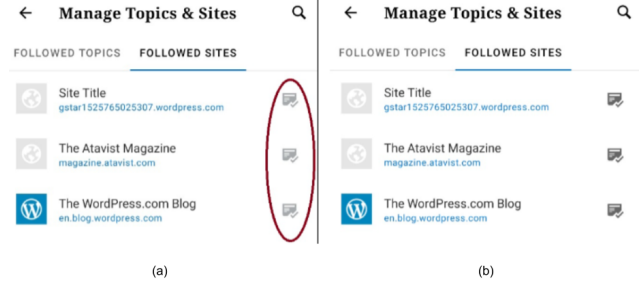 Manage Topics & Sites
FOLLOWED TOPICS FOLLOWED SITES
Site Title
gstar1525765025307.wordpress.com
The Atavist Magazine
magazine.atavist.com
The WordPress.com Blog
en.blog.wordpress.com
(a)
Manage Topics & Sites
FOLLOWED TOPICS FOLLOWED SITES
Site Title
gstar1525765025307.wordpress.com
The Atavist Magazine
magazine.atavist.com
The WordPress.com Blog
en.blog.wordpress.com
(b)